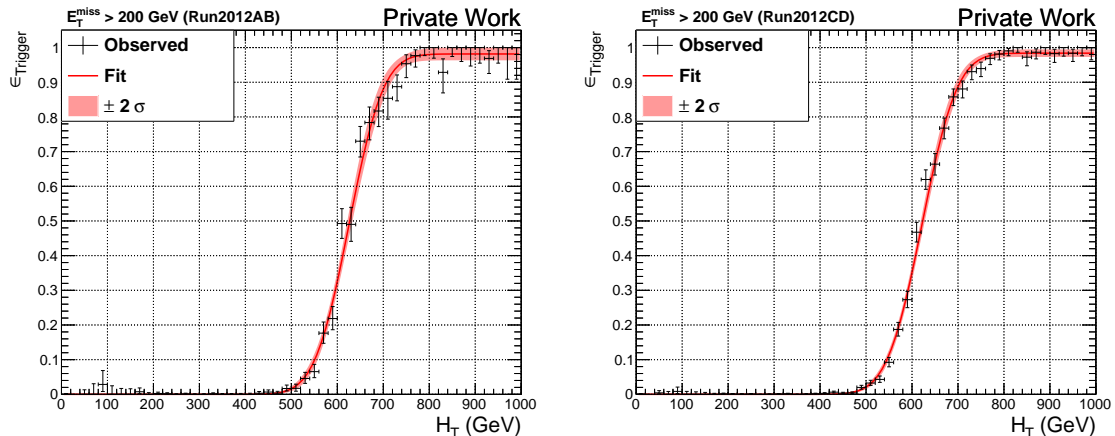 E_T^miss > 200 GeV (Run2012AB)
Private Work
ϵ_Trigger
Observed
Fit
± 2 σ
1
0.9
0.8
0.7
0.6
0.5
0.4
0.3
0.2
0.1
0
0 100 200 300 400 500 600 700 800 900 1000
H_T (GeV)
E_T^miss > 200 GeV (Run2012CD)
Private Work
ϵ_Trigger
Observed
Fit
± 2 σ
1
0.9
0.8
0.7
0.6
0.5
0.4
0.3
0.2
0.1
0
0 100 200 300 400 500 600 700 800 900 1000
H_T (GeV)